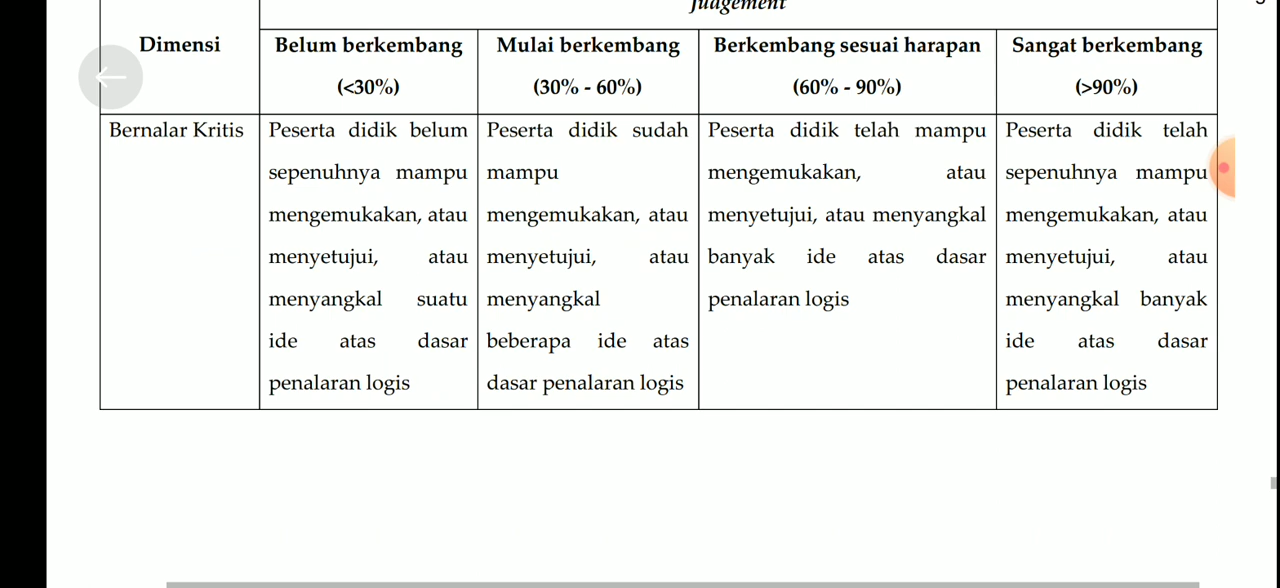 Judgement
Dimensi
Belum berkembang
(<30%)
Mulai berkembang
(30% - 60%)
Berkembang sesuai harapan
(60% - 90%)
Sangat berkembang
(>90%)
Bernalar Kritis
Peserta didik belum
sepenuhnya mampu
mengemukakan, atau
menyetujui, atau
menyangkal suatu
ide atas dasar
penalaran logis
Peserta didik sudah
mampu
mengemukakan, atau
menyetujui, atau
menyangkal
beberapa ide atas
dasar penalaran logis
Peserta didik telah mampu
mengemukakan, atau
menyetujui, atau menyangkal
banyak ide atas dasar
penalaran logis
Peserta didik telah
sepenuhnya mampu
mengemukakan, atau
menyetujui, atau
menyangkal banyak
ide atas dasar
penalaran logis